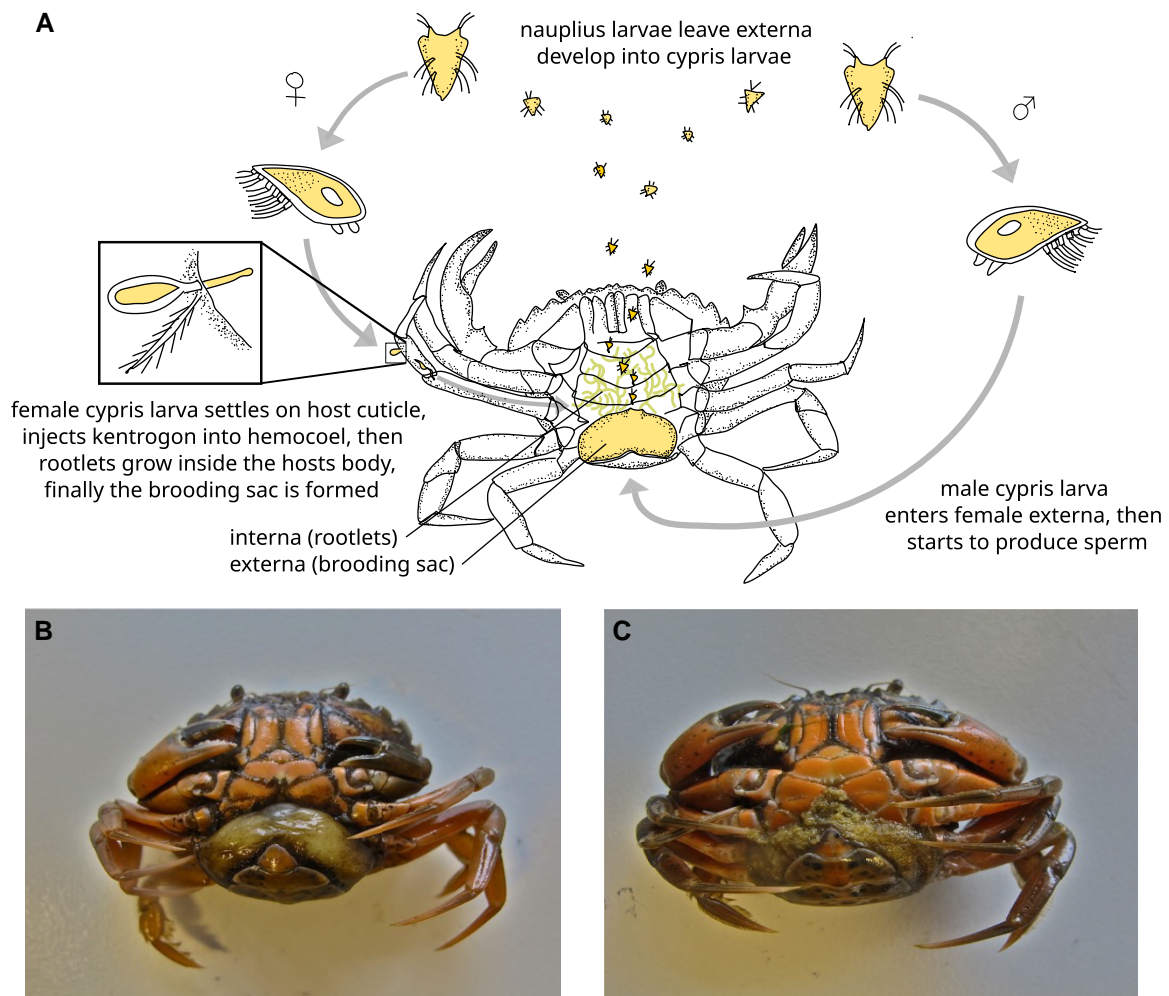 A
nauplius larvae leave externa
develop into cypris larvae
♀
♂
female cypris larva settles on host cuticle,
injects kentrogon into hemocoel, then
rootlets grow inside the hosts body,
finally the brooding sac is formed
male cypris larva
enters female externa, then
starts to produce sperm
interna (rootlets)
externa (brooding sac)
B
C